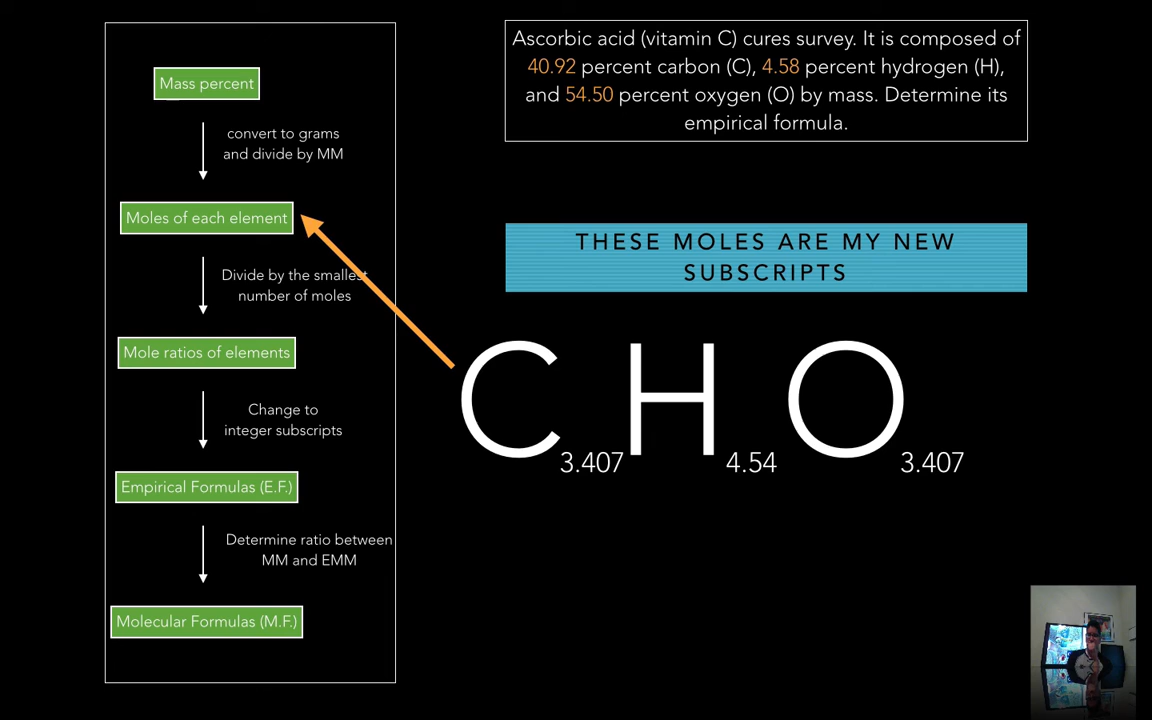 Mass percent
convert to grams
and divide by MM
Moles of each element
Divide by the smallest
number of moles
Mole ratios of elements
Change to
integer subscripts
Empirical Formulas (E.F.)
Determine ratio between
MM and EMM
Molecular Formulas (M.F.)
Ascorbic acid (vitamin C) cures survey. It is composed of
40.92 percent carbon (C), 4.58 percent hydrogen (H),
and 54.50 percent oxygen (O) by mass. Determine its
empirical formula.
THESE MOLES ARE MY NEW
SUBSCRIPTS
C3.407H4.54O3.407